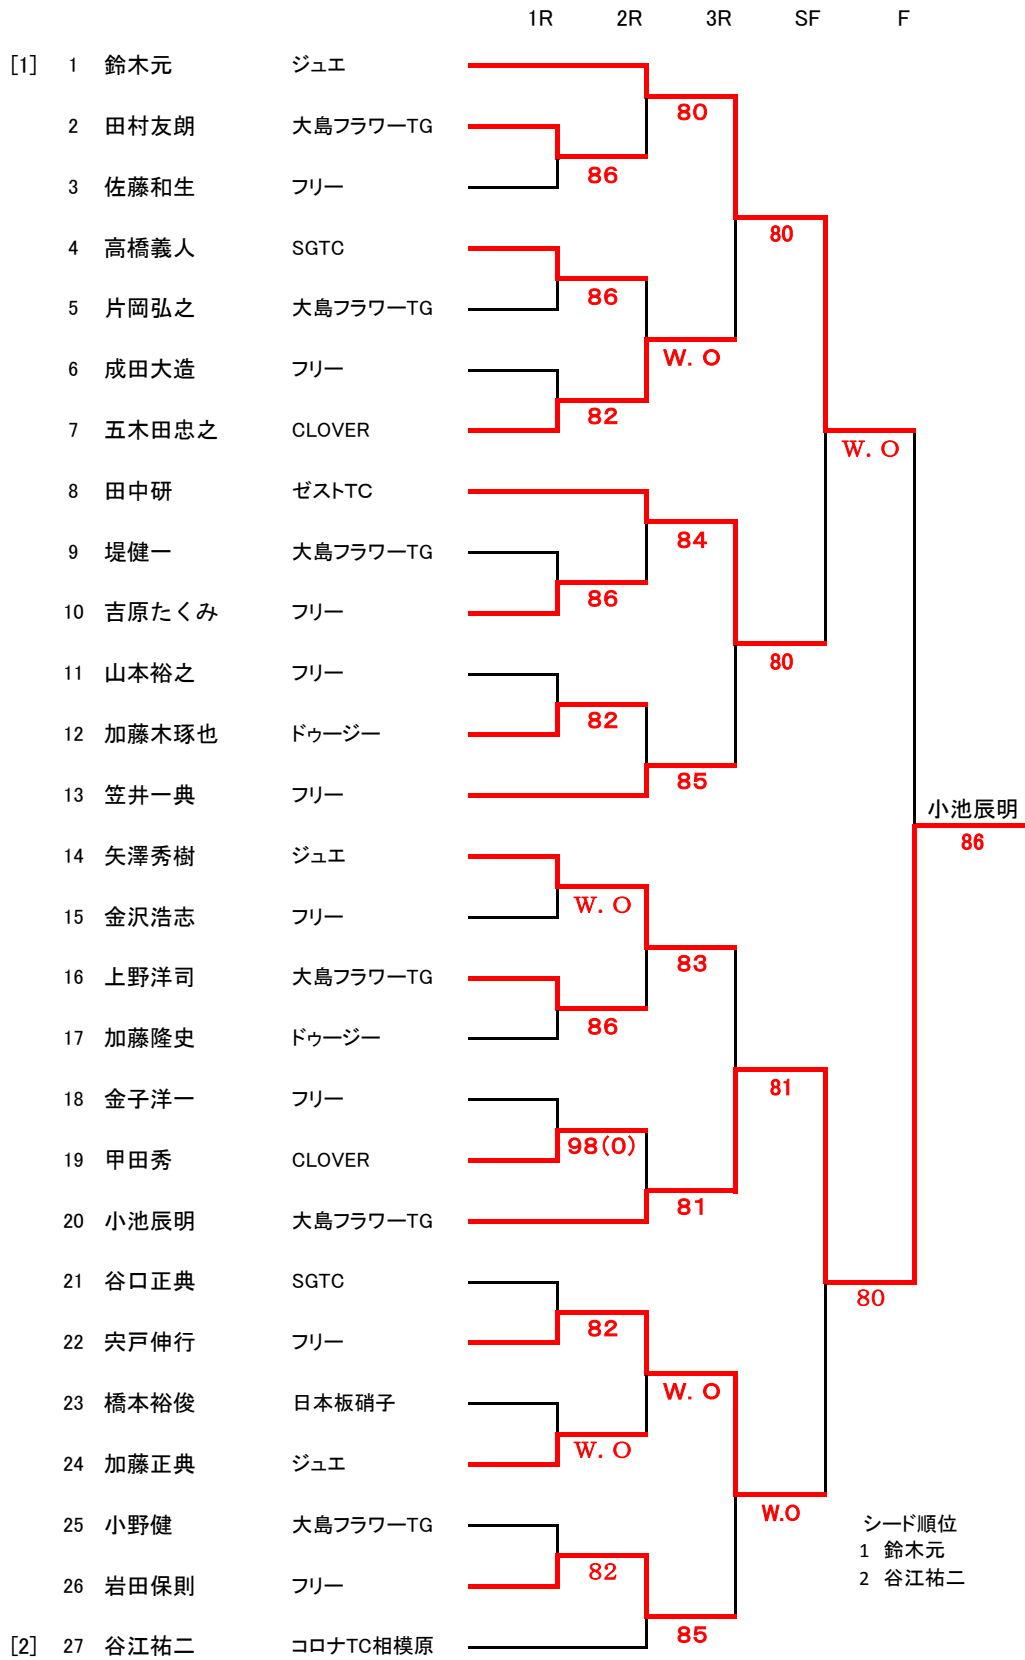 1R 2R 3R SF F
[1] 1 鈴木元 ジュエ
80
2 田村友朗 大島フラワーTG
86
3 佐藤和生 フリー
80
4 高橋義人 SGTC
86
5 片岡弘之 大島フラワーTG
W. O
6 成田大造 フリー
82
7 五木田忠之 CLOVER
W. O
8 田中研 ゼストTC
84
9 堤健一 大島フラワーTG
86
10 吉原たくみ フリー
80
11 山本裕之 フリー
82
12 加藤木琢也 ドゥージー
85
13 笠井一典 フリー
小池辰明
86
14 矢澤秀樹 ジュエ
W. O
15 金沢浩志 フリー
83
16 上野洋司 大島フラワーTG
86
17 加藤隆史 ドゥージー
81
18 金子洋一 フリー
98(0)
19 甲田秀 CLOVER
81
20 小池辰明 大島フラワーTG
21 谷口正典 SGTC
80
82
22 宍戸伸行 フリー
W. O
23 橋本裕俊 日本板硝子
W. O
24 加藤正典 ジュエ
W.O
25 小野健 大島フラワーTG
シード順位
1 鈴木元
82
26 岩田保則 フリー
2 谷江祐二
85
[2] 27 谷江祐二 コロナTC相模原